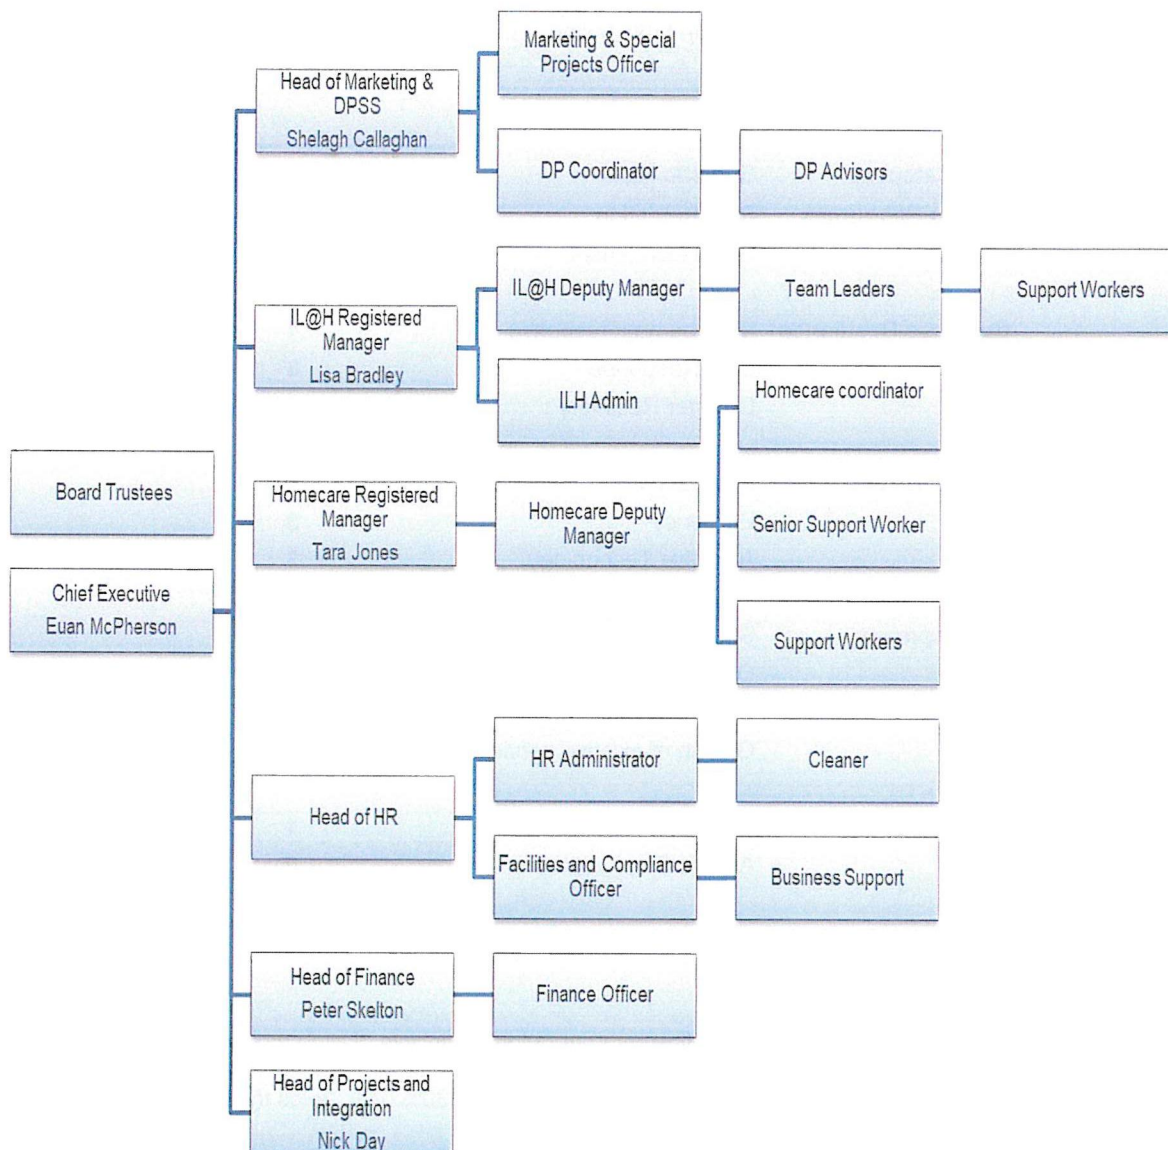 Marketing & Special
Projects Officer
Head of Marketing &
DPSS
Shelagh Callaghan
DP Coordinator
DP Advisors
IL@H Deputy Manager
Team Leaders
Support Workers
IL@H Registered
Manager
Lisa Bradley
ILH Admin
Homecare coordinator
Board Trustees
Homecare Registered
Manager
Tara Jones
Homecare Deputy
Manager
Senior Support Worker
Chief Executive
Euan McPherson
Support Workers
HR Administrator
Cleaner
Head of HR
Facilities and Compliance
Officer
Business Support
Head of Finance
Peter Skelton
Finance Officer
Head of Projects and
Integration
Nick Day